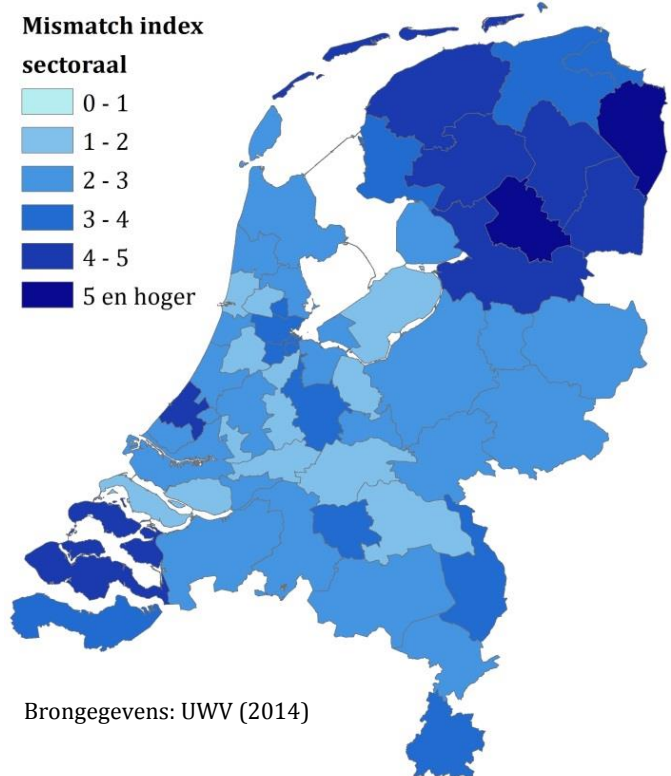 Mismatch index
sectoraal
0 - 1
1 - 2
2 - 3
3 - 4
4 - 5
5 en hoger
Brongegevens: UWV (2014)